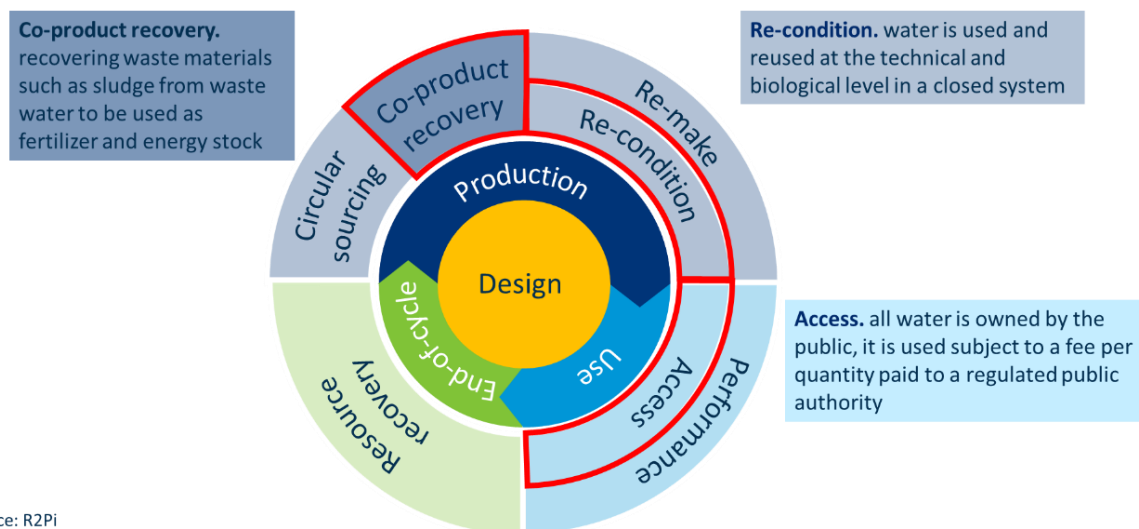 Co-product recovery.
recovering waste materials
such as sludge from waste
water to be used as
fertilizer and energy stock
Re-condition. water is used and
reused at the technical and
biological level in a closed system
Co-product
recovery
Re-make
Re-condition
Circular
sourcing
Production
Design
End-of-cycle
Use
Access
Performance
Resource
recovery
Access. all water is owned by the
public, it is used subject to a fee per
quantity paid to a regulated public
authority
ce: R2Pi